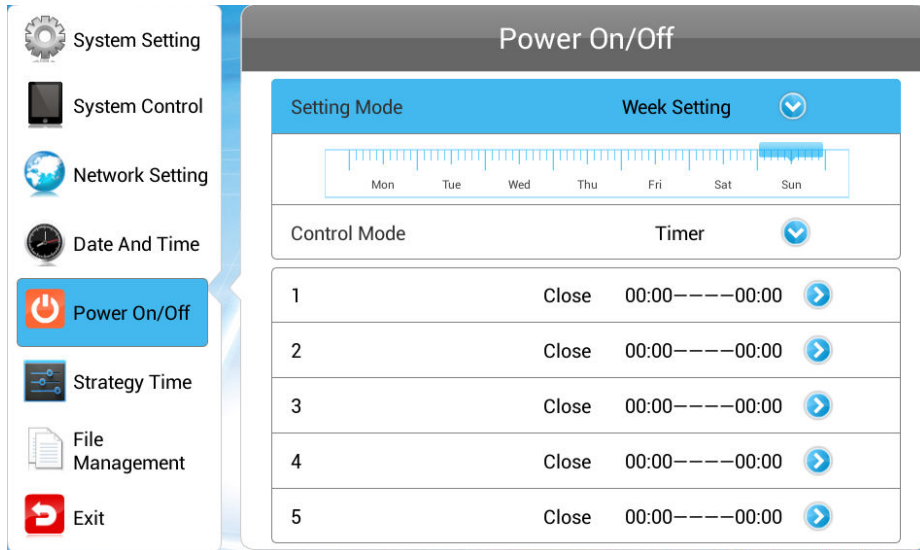 System Setting
System Control
Network Setting
Date And Time
Power On/Off
Strategy Time
File
Management
Exit
Power On/Off
Setting Mode Week Setting
Mon Tue Wed Thu Fri Sat Sun
Control Mode Timer
1 Close 00:00————00:00
2 Close 00:00————00:00
3 Close 00:00————00:00
4 Close 00:00————00:00
5 Close 00:00————00:00